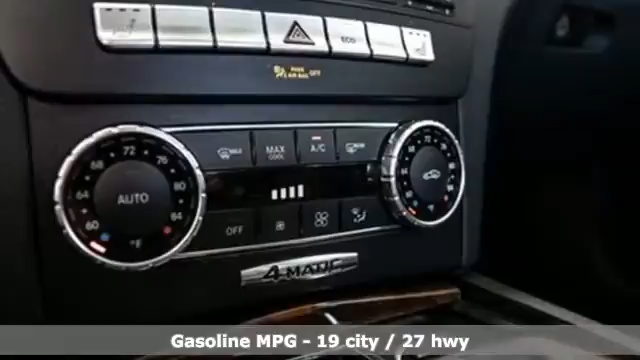 ECO
PASS AIR BAG OFF
MAX COOL
A/C
68 72 76
64 80
60 84
AUTO
°F
OFF
4MATIC
Gasoline MPG - 19 city / 27 hwy